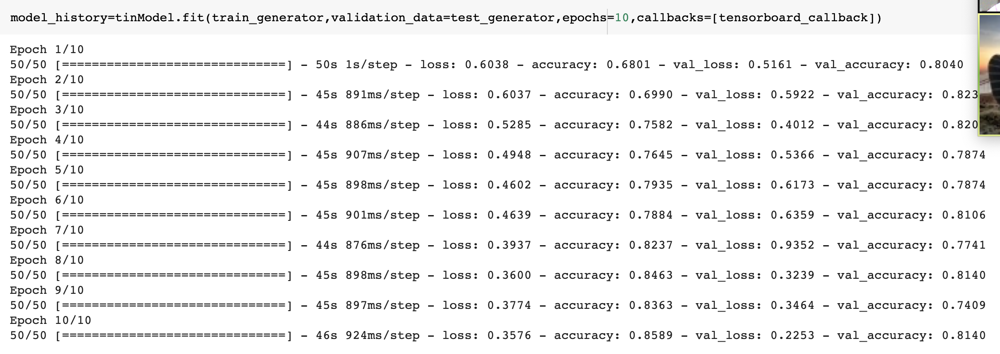 model_history=tinModel.fit(train_generator,validation_data=test_generator,epochs=10,callbacks=[tensorboard_callback])
Epoch 1/10
50/50 [==============================] - 50s 1s/step - loss: 0.6038 - accuracy: 0.6801 - val_loss: 0.5161 - val_accuracy: 0.8040
Epoch 2/10
50/50 [==============================] - 45s 891ms/step - loss: 0.6037 - accuracy: 0.6990 - val_loss: 0.5922 - val_accuracy: 0.823
Epoch 3/10
50/50 [==============================] - 44s 886ms/step - loss: 0.5285 - accuracy: 0.7582 - val_loss: 0.4012 - val_accuracy: 0.820
Epoch 4/10
50/50 [==============================] - 45s 907ms/step - loss: 0.4948 - accuracy: 0.7645 - val_loss: 0.5366 - val_accuracy: 0.7874
Epoch 5/10
50/50 [==============================] - 45s 898ms/step - loss: 0.4602 - accuracy: 0.7935 - val_loss: 0.6173 - val_accuracy: 0.7874
Epoch 6/10
50/50 [==============================] - 45s 901ms/step - loss: 0.4639 - accuracy: 0.7884 - val_loss: 0.6359 - val_accuracy: 0.8106
Epoch 7/10
50/50 [==============================] - 44s 876ms/step - loss: 0.3937 - accuracy: 0.8237 - val_loss: 0.9352 - val_accuracy: 0.7741
Epoch 8/10
50/50 [==============================] - 45s 898ms/step - loss: 0.3600 - accuracy: 0.8463 - val_loss: 0.3239 - val_accuracy: 0.8140
Epoch 9/10
50/50 [==============================] - 45s 897ms/step - loss: 0.3774 - accuracy: 0.8363 - val_loss: 0.3464 - val_accuracy: 0.7409
Epoch 10/10
50/50 [==============================] - 46s 924ms/step - loss: 0.3576 - accuracy: 0.8589 - val_loss: 0.2253 - val_accuracy: 0.8140